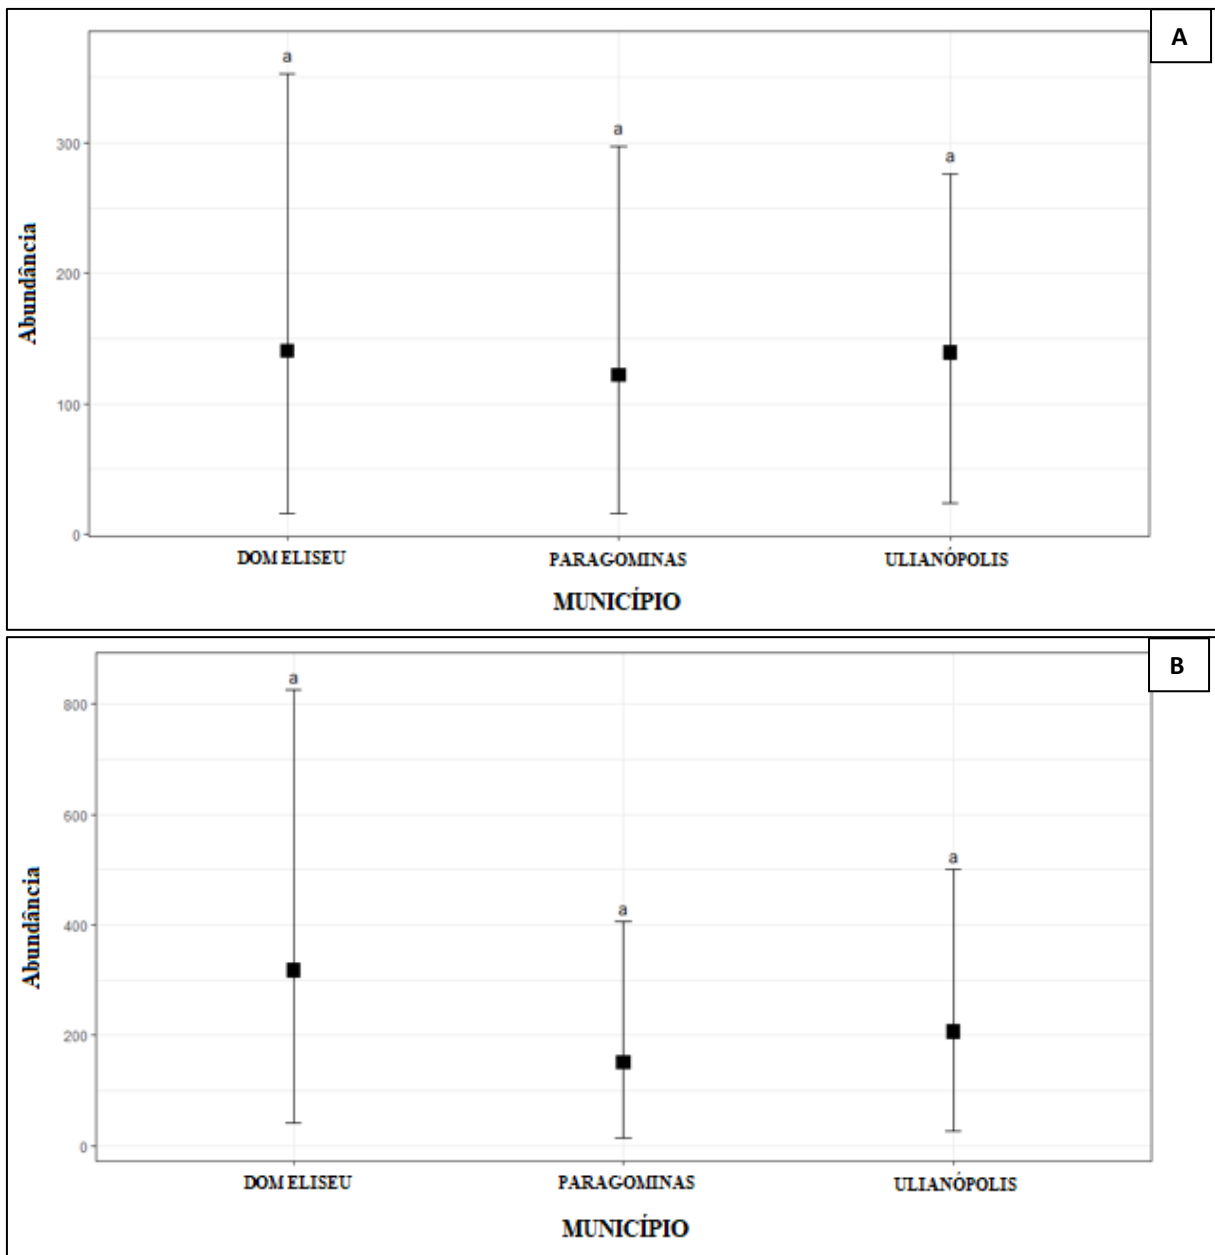 A
a
a
a
300
200
100
0
Abundância
DOM ELISEU PARAGOMINAS ULIANÓPOLIS
MUNICÍPIO
B
a
a
a
800
600
400
200
0
Abundância
DOM ELISEU PARAGOMINAS ULIANÓPOLIS
MUNICÍPIO